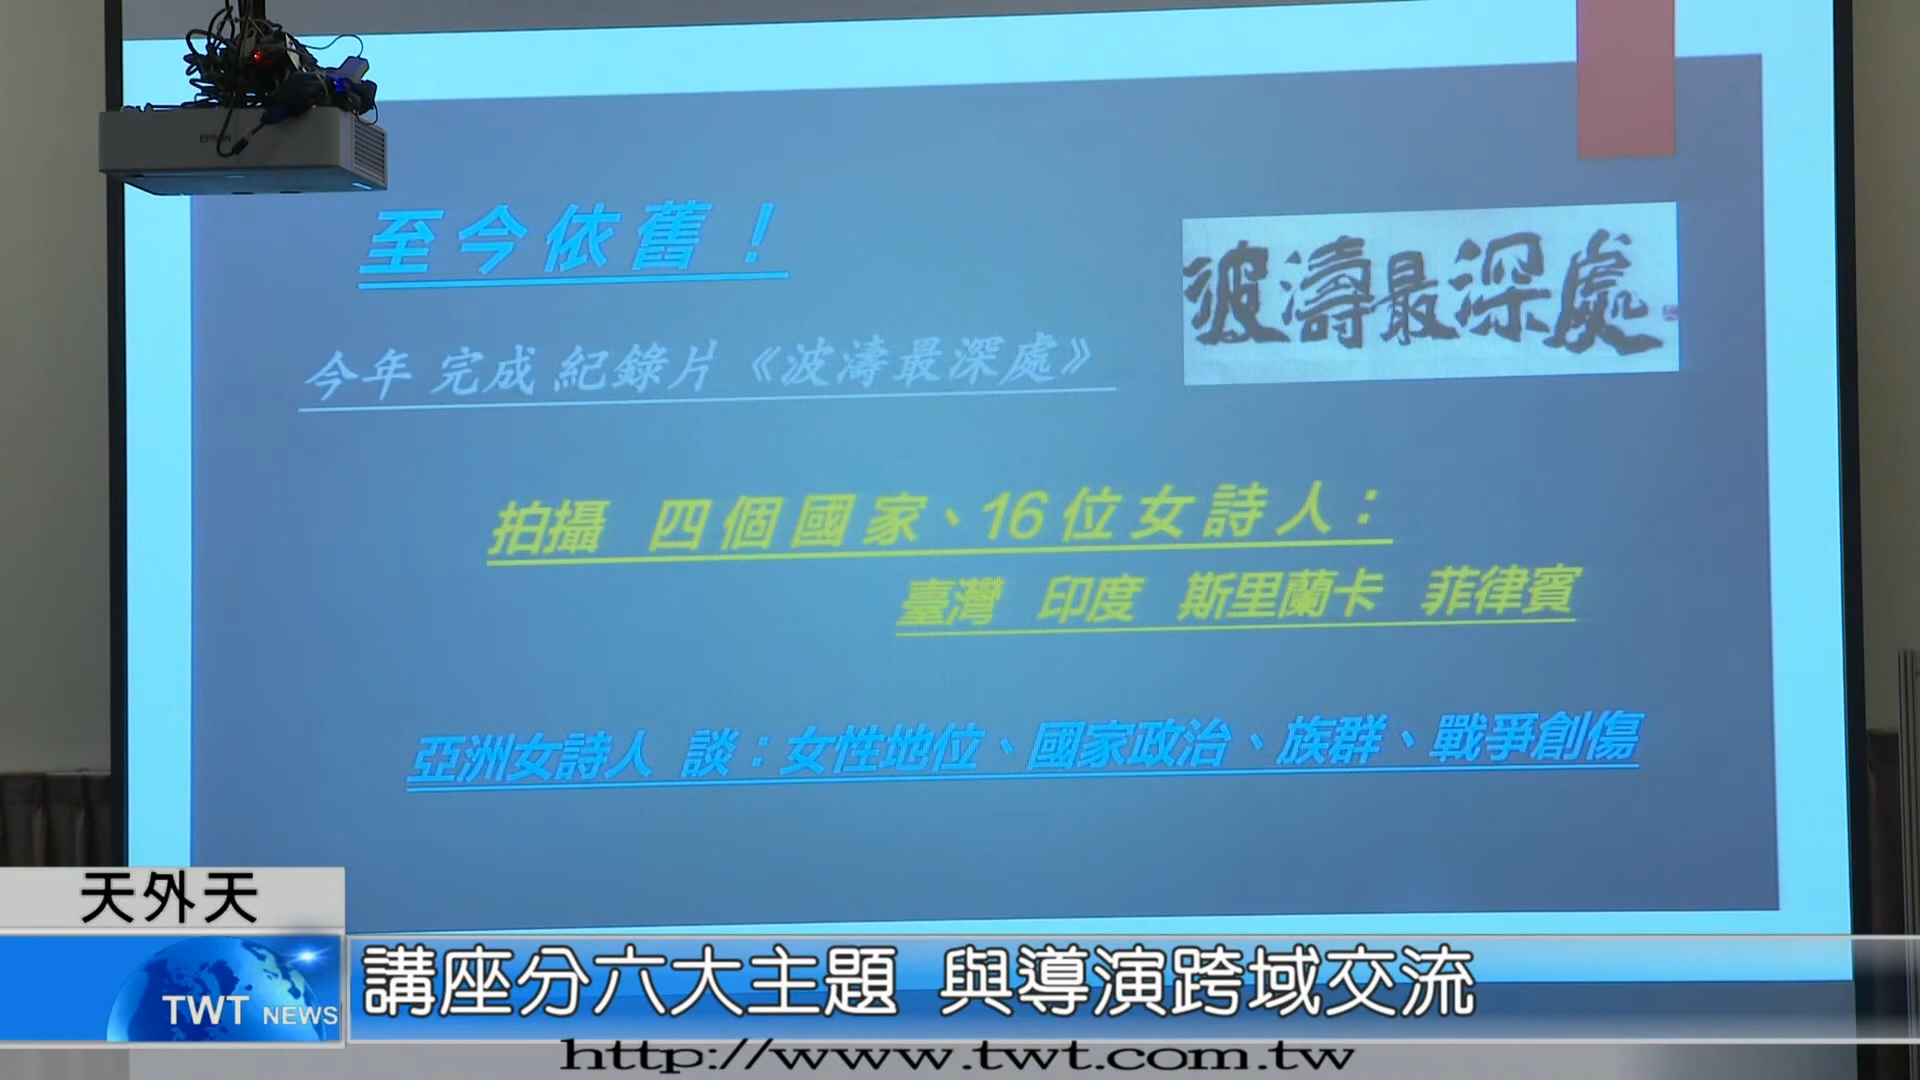 EPSON
至今依舊！
波濤最深處
今年 完成 紀錄片《波濤最深處》
拍攝 四個國家、16位女詩人：
臺灣 印度 斯里蘭卡 菲律賓
亞洲女詩人 談：女性地位、國家政治、族群、戰爭創傷
天外天
TWT NEWS
講座分六大主題 與導演跨域交流
http://www.twt.com.tw